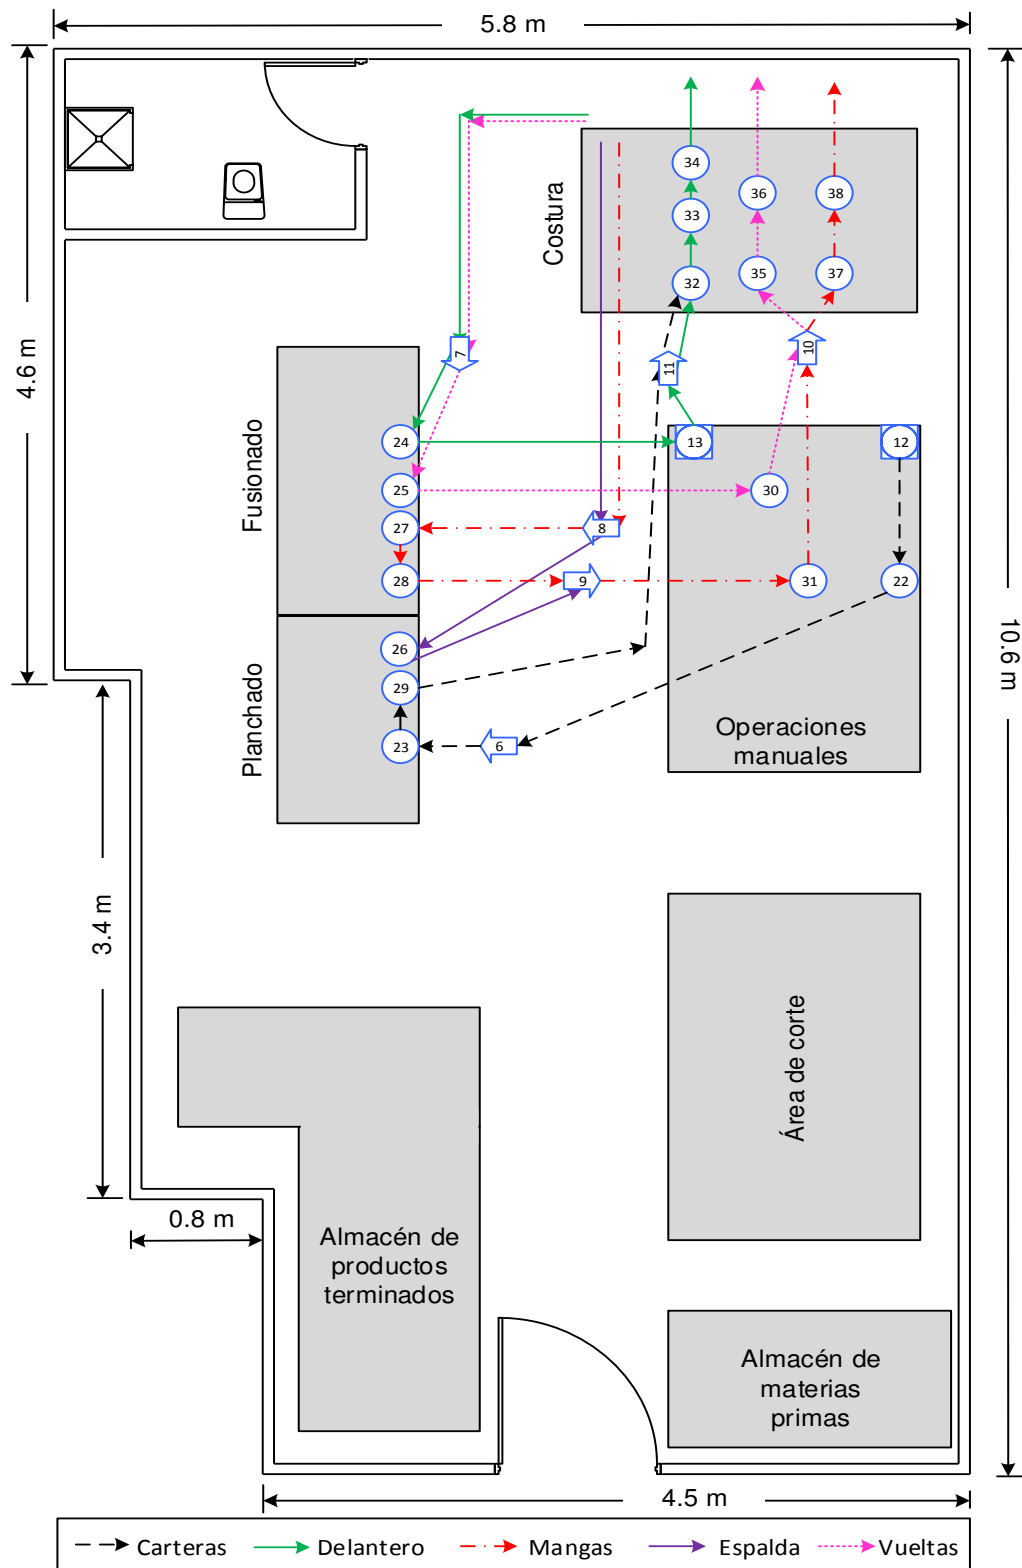 5.8 m
34
36
38
33
Costura
32
35
37
4.6 m
7
10
11
Fusionado
24
13
12
25
30
27
8
28
9
31
22
10.6 m
26
Planchado
29
23
6
Operaciones
manuales
3.4 m
Área de corte
0.8 m
Almacén de
productos
terminados
Almacén de
materias
primas
4.5 m
Carteras
Delantero
Mangas
Espalda
Vueltas